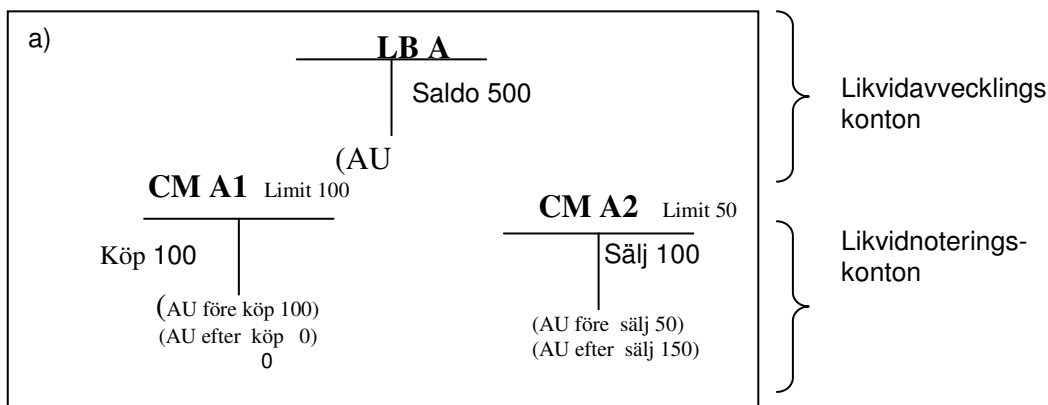 a)
LB A
Saldo 500
(AU
Likvidavvecklings
konton
CM A1 Limit 100
Köp 100
(AU före köp 100)
(AU efter köp 0)
0
CM A2 Limit 50
Sälj 100
(AU före sälj 50)
(AU efter sälj 150)
Likvidnoterings-
konton